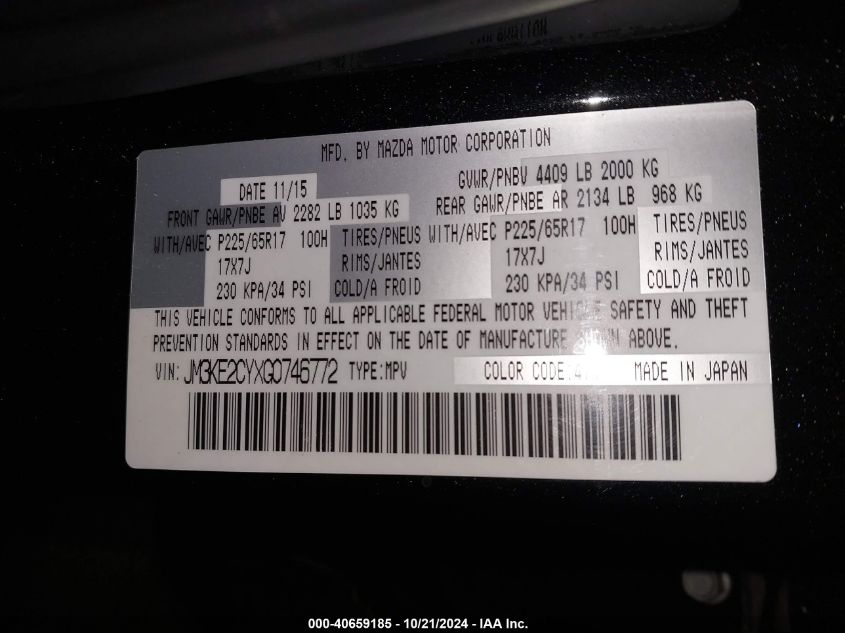 MFD. BY MAZDA MOTOR CORPORATION
DATE 11/15 GVWR/PNBV 4409 LB 2000 KG
FRONT GAWR/PNBE AV 2282 LB 1035 KG REAR GAWR/PNBE AR 2134 LB 968 KG
WITH/AVEC P225/65R17 100H TIRES/PNEUS WITH/AVEC P225/65R17 100H TIRES/PNEUS
17X7J RIMS/JANTES 17X7J RIMS/JANTES
230 KPA/34 PSI COLD/A FROID 230 KPA/34 PSI COLD/A FROID
THIS VEHICLE CONFORMS TO ALL APPLICABLE FEDERAL MOTOR VEHICLE SAFETY AND THEFT
PREVENTION STANDARDS IN EFFECT ON THE DATE OF MANUFACTURE SHOWN ABOVE.
VIN: JM3KE2CYXG0746772 TYPE:MPV COLOR CODE: MADE IN JAPAN
000-40659185 - 10/21/2024 - IAA Inc.